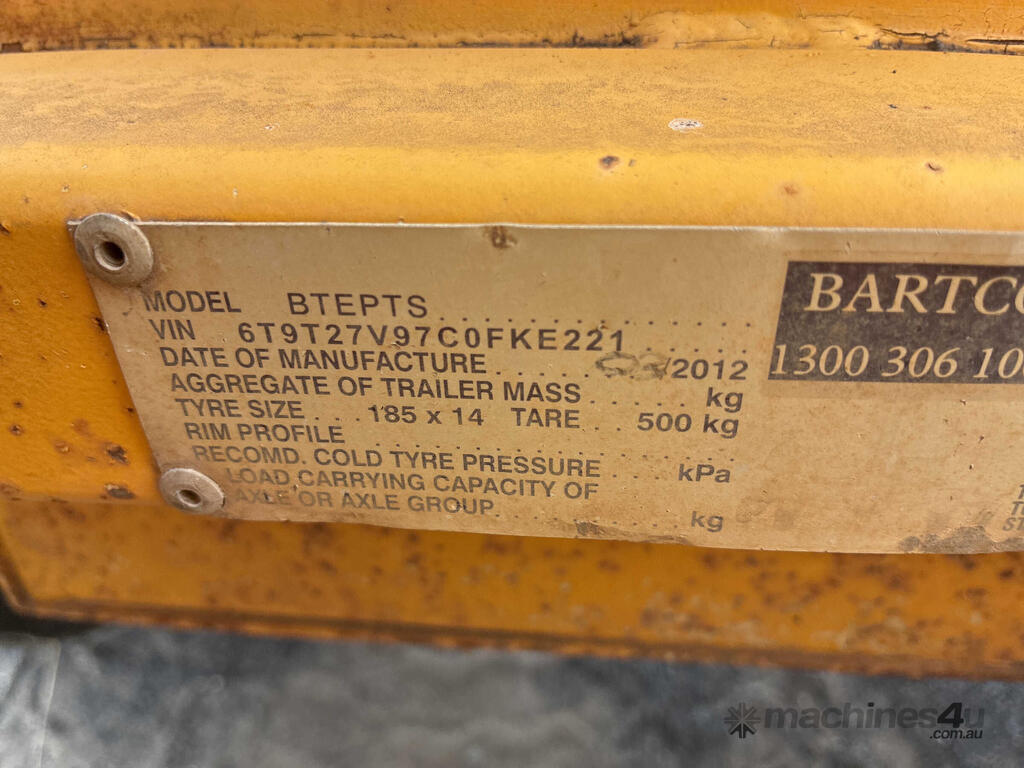 MODEL BTEPTS
VIN 6T9T27V97C0FKE221
DATE OF MANUFACTURE /2012
AGGREGATE OF TRAILER MASS kg
TYRE SIZE 185 x 14 TARE 500 kg
RIM PROFILE
RECOMD. COLD TYRE PRESSURE kPa
LOAD CARRYING CAPACITY OF
AXLE OR AXLE GROUP kg
BARTCO
1300 306 10
machines4u
.com.au